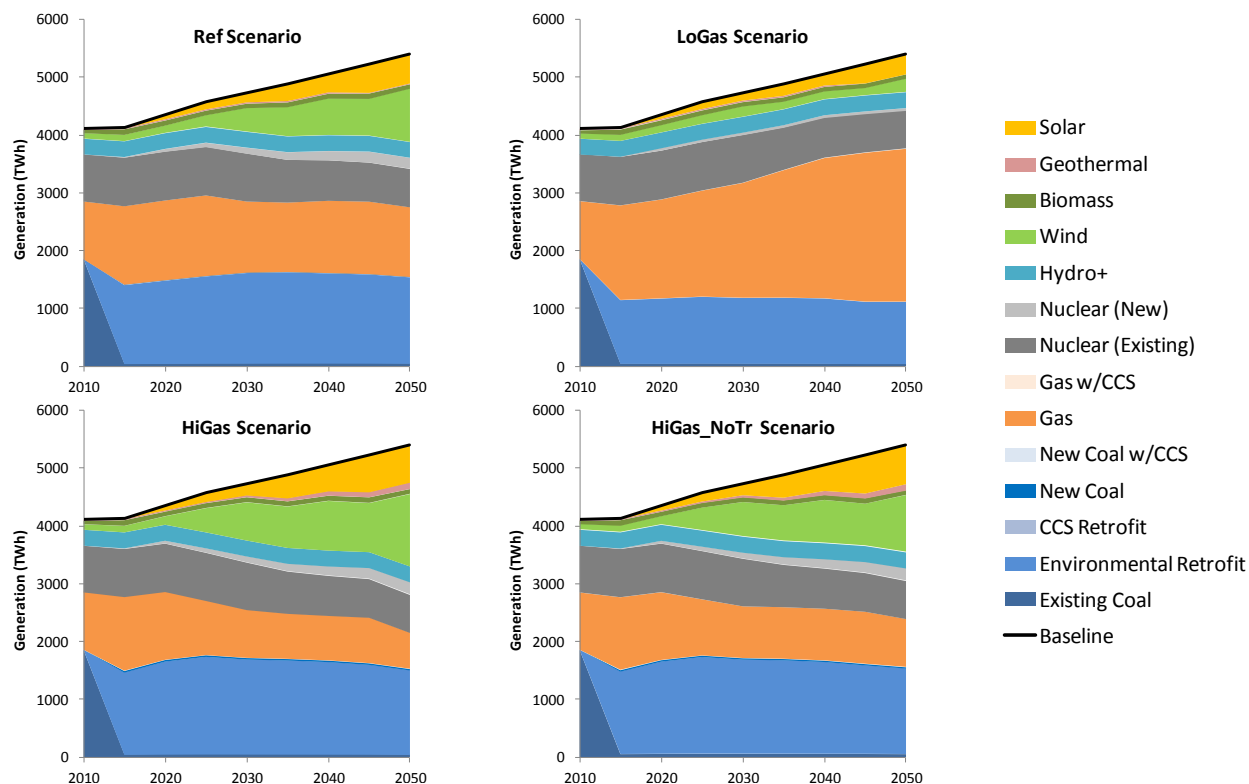 Ref Scenario
Generation (TWh)
6000
5000
4000
3000
2000
1000
0
2010 2020 2030 2040 2050
LoGas Scenario
Generation (TWh)
6000
5000
4000
3000
2000
1000
0
2010 2020 2030 2040 2050
HiGas Scenario
Generation (TWh)
6000
5000
4000
3000
2000
1000
0
2010 2020 2030 2040 2050
HiGas_NoTr Scenario
Generation (TWh)
6000
5000
4000
3000
2000
1000
0
2010 2020 2030 2040 2050
Solar
Geothermal
Biomass
Wind
Hydro+
Nuclear (New)
Nuclear (Existing)
Gas w/CCS
Gas
New Coal w/CCS
New Coal
CCS Retrofit
Environmental Retrofit
Existing Coal
Baseline